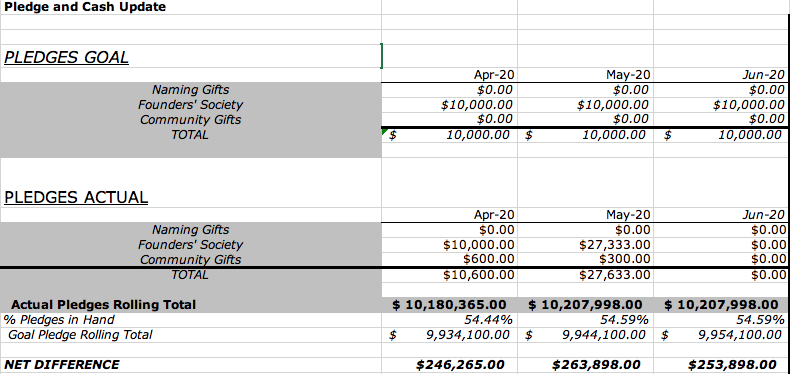 Pledge and Cash Update
PLEDGES GOAL
Apr-20 May-20 Jun-20
Naming Gifts $0.00 $0.00 $0.00
Founders' Society $10,000.00 $10,000.00 $10,000.00
Community Gifts $0.00 $0.00 $0.00
TOTAL $ 10,000.00 $ 10,000.00 $ 10,000.00
PLEDGES ACTUAL
Apr-20 May-20 Jun-20
Naming Gifts $0.00 $0.00 $0.00
Founders' Society $10,000.00 $27,333.00 $0.00
Community Gifts $600.00 $300.00 $0.00
TOTAL $10,600.00 $27,633.00 $0.00
Actual Pledges Rolling Total $ 10,180,365.00 $ 10,207,998.00 $ 10,207,998.00
% Pledges in Hand 54.44% 54.59% 54.59%
Goal Pledge Rolling Total $ 9,934,100.00 $ 9,944,100.00 $ 9,954,100.00
NET DIFFERENCE $246,265.00 $263,898.00 $253,898.00